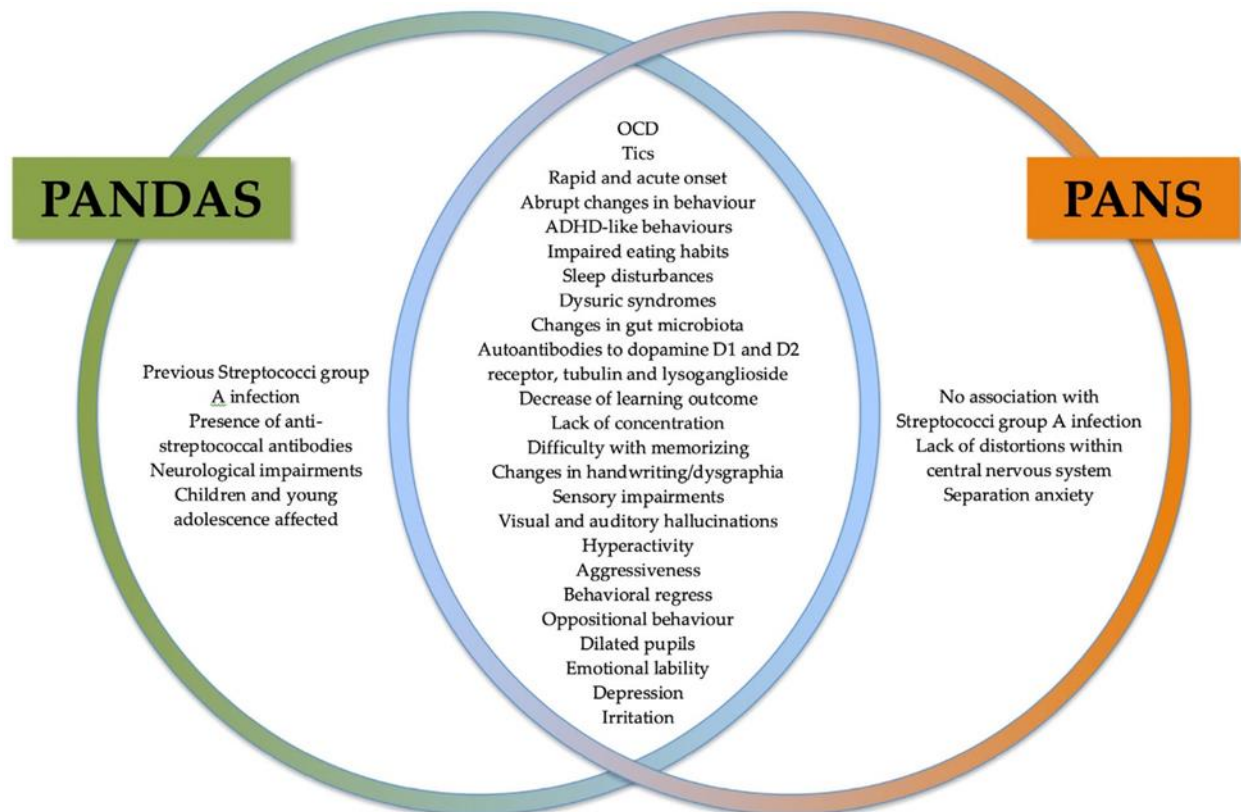 PANDAS
PANS
Previous Streptococci group
A infection
Presence of anti-
streptococcal antibodies
Neurological impairments
Children and young
adolescence affected
OCD
Tics
Rapid and acute onset
Abrupt changes in behaviour
ADHD-like behaviours
Impaired eating habits
Sleep disturbances
Dysuric syndromes
Changes in gut microbiota
Autoantibodies to dopamine D1 and D2
receptor, tubulin and lysoganglioside
Decrease of learning outcome
Lack of concentration
Difficulty with memorizing
Changes in handwriting/dysgraphia
Sensory impairments
Visual and auditory hallucinations
Hyperactivity
Aggressiveness
Behavioral regress
Oppositional behaviour
Dilated pupils
Emotional lability
Depression
Irritation
No association with
Streptococci group A infection
Lack of distortions within
central nervous system
Separation anxiety